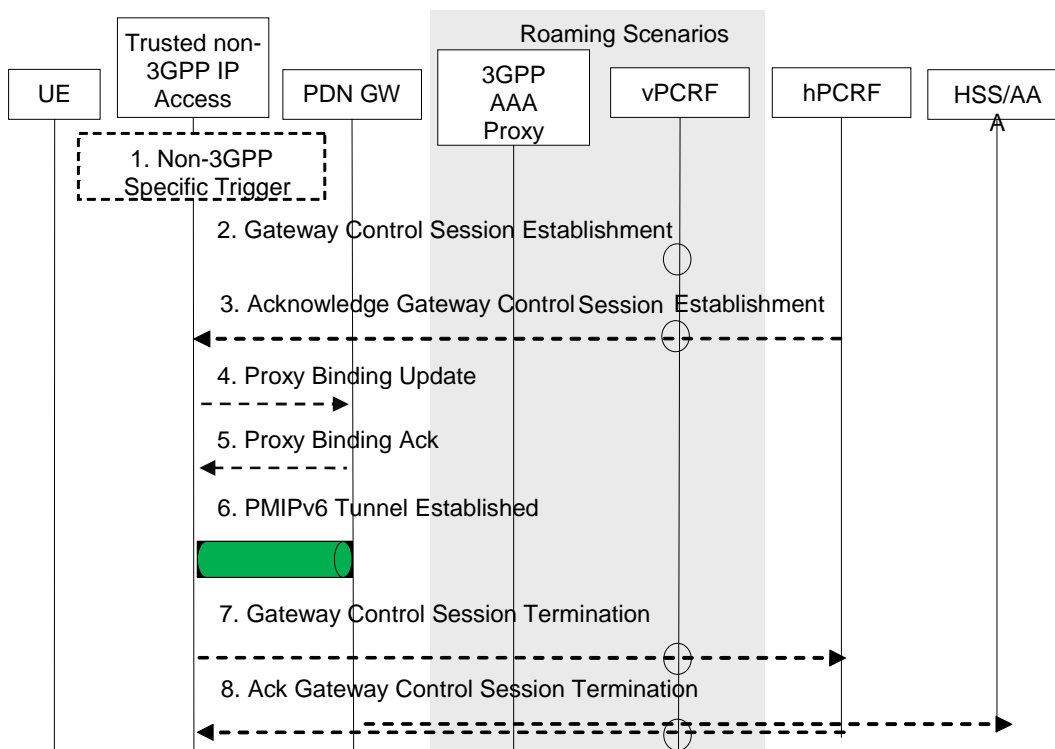 Roaming Scenarios
UE
Trusted non-
3GPP IP
Access
PDN GW
3GPP
AAA
Proxy
vPCRF
hPCRF
HSS/AA
A
1. Non-3GPP
Specific Trigger
2. Gateway Control Session Establishment
3. Acknowledge Gateway Control Session Establishment
4. Proxy Binding Update
5. Proxy Binding Ack
6. PMIPv6 Tunnel Established
7. Gateway Control Session Termination
8. Ack Gateway Control Session Termination